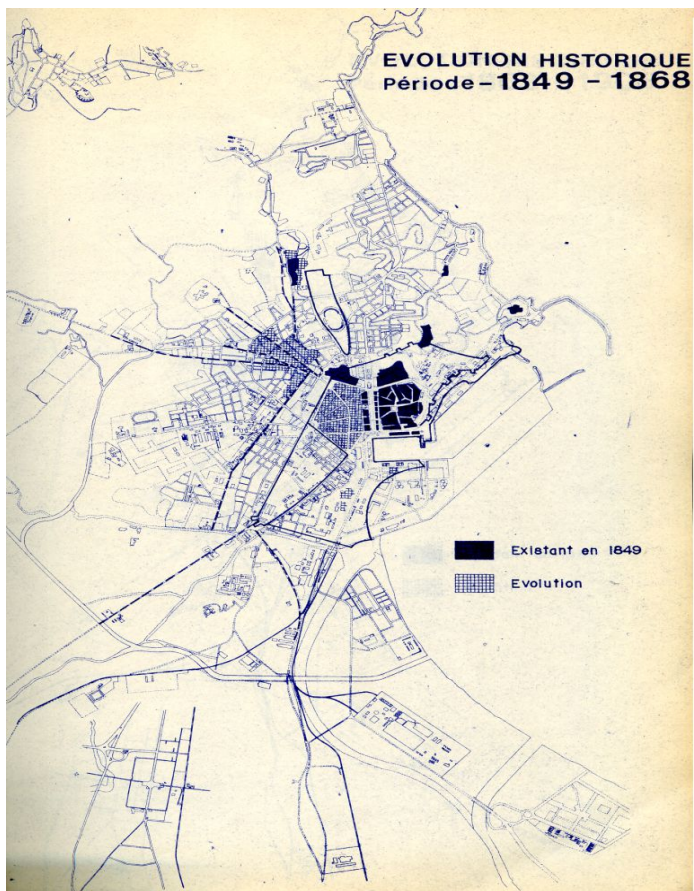 EVOLUTION HISTORIQUE
Période-1849 - 1868
Existant en 1849
Evolution